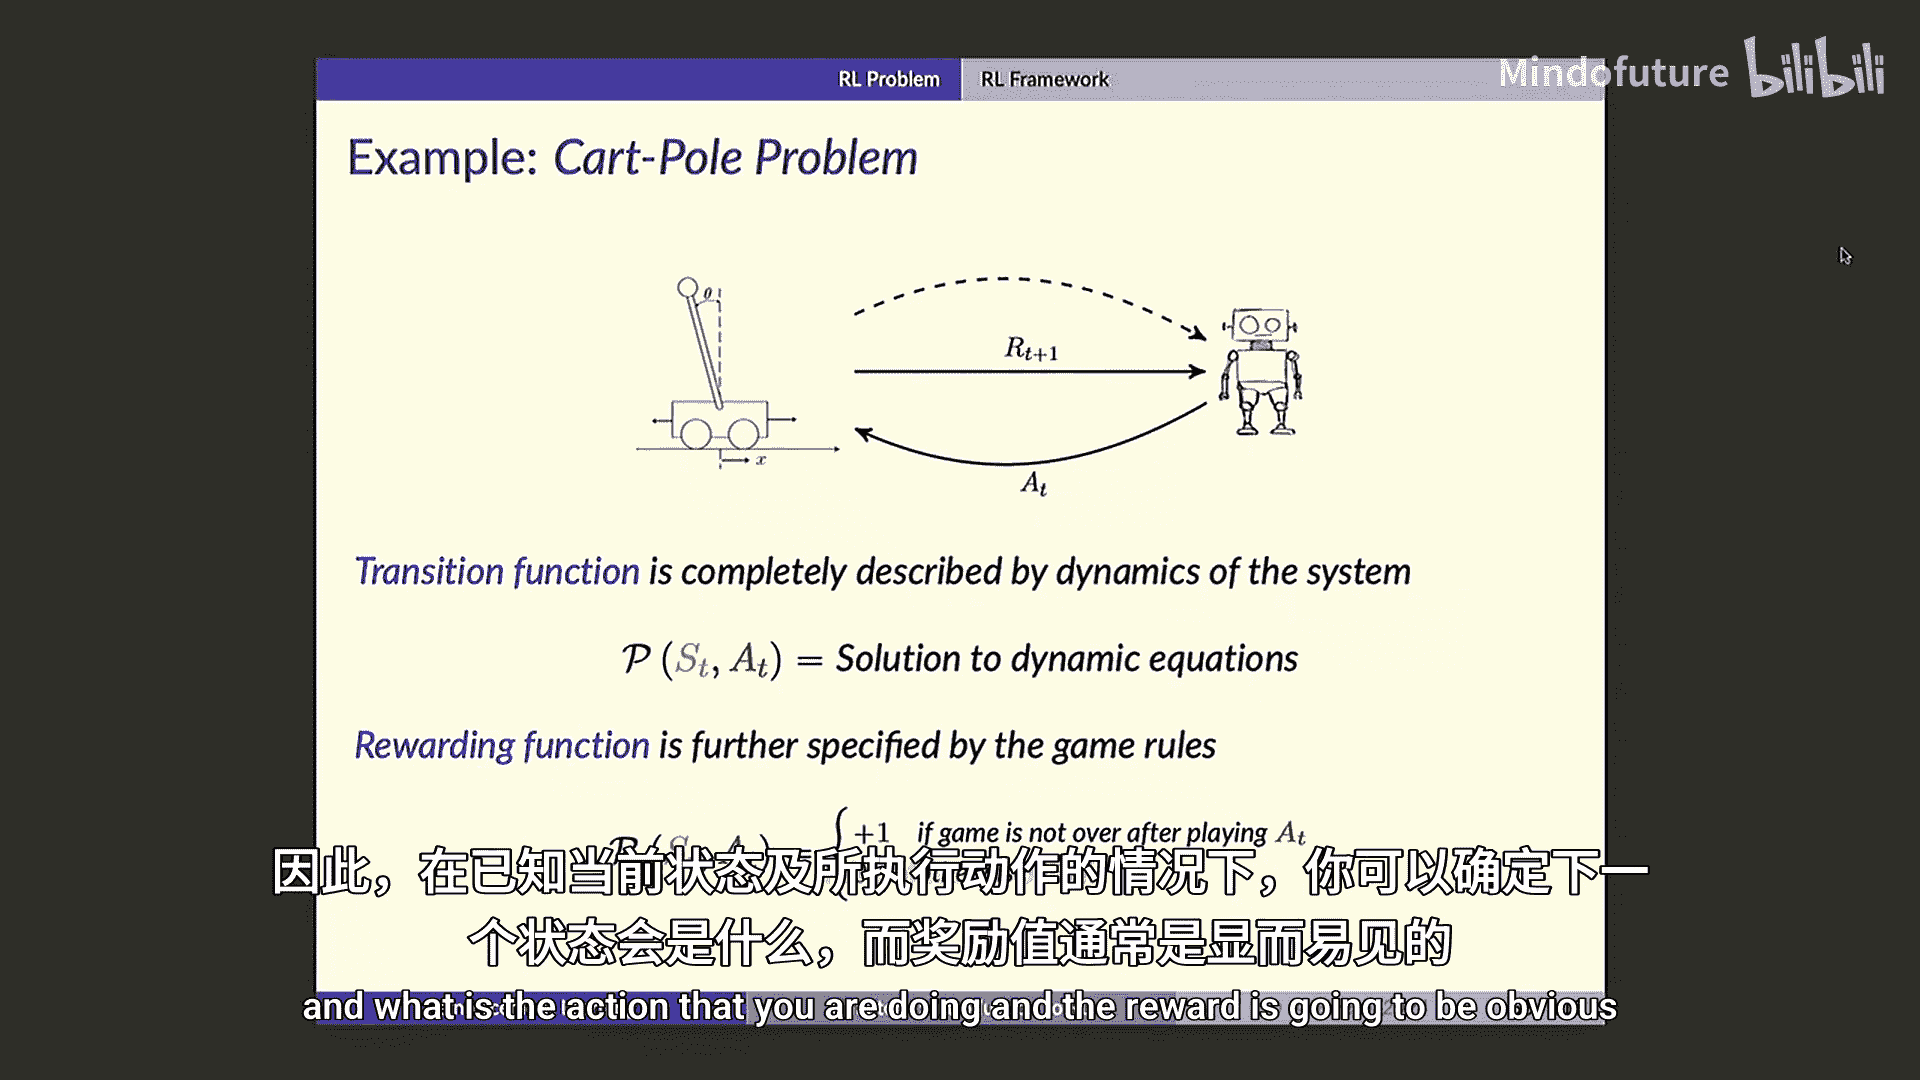 RL Problem
RL Framework
Mindofuture bilibili
Example: Cart-Pole Problem
θ
R_{t+1}
x
A_t
Transition function is completely described by dynamics of the system
𝒫 (S_t, A_t) = Solution to dynamic equations
Rewarding function is further specified by the game rules
+1 if game is not over after playing A_t
因此，在已知当前状态及所执行动作的情况下，你可以确定下一
个状态会是什么，而奖励值通常是显而易见的
and what is the action that you are doing and the reward is going to be obvious